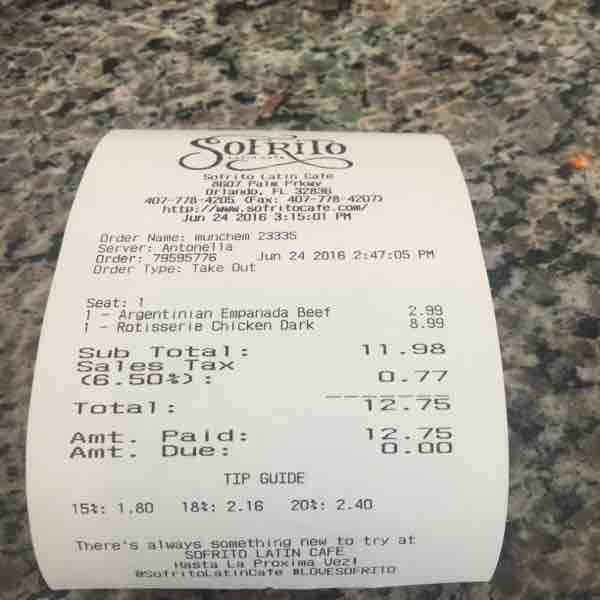 SOFRITO
LATIN CAFE
Sofrito Latin Cafe
8607 Palm Prkwy
Orlando, FL 32836
407-778-4205 (Fax: 407-778-4207)
http://www.sofritocafe.com/
Jun 24 2016 3:15:01 PM
Order Name: munchem 23335
Server: Antonella
Order: 79595776 Jun 24 2016 2:47:05 PM
Order Type: Take Out
Seat: 1
1 - Argentinian Empanada Beef 2.99
1 - Rotisserie Chicken Dark 8.99
Sub Total: 11.98
Sales Tax
(6.50%): 0.77
Total: 12.75
Amt. Paid: 12.75
Amt. Due: 0.00
TIP GUIDE
15%: 1.80 18%: 2.16 20%: 2.40
There's always something new to try at
SOFRITO LATIN CAFE
Hasta La Proxima Vez!
@SofritoLatinCafe #LOVESOFRITO